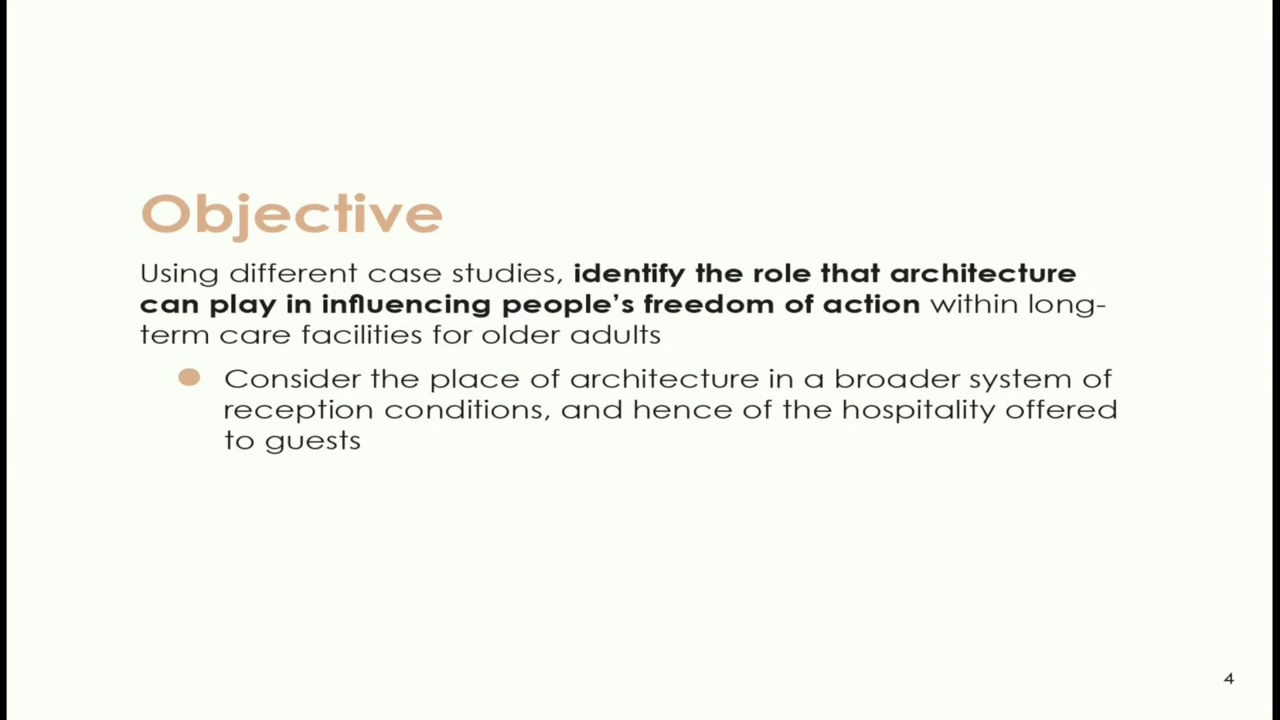 Objective
Using different case studies, identify the role that architecture
can play in influencing people’s freedom of action within long-
term care facilities for older adults
Consider the place of architecture in a broader system of
reception conditions, and hence of the hospitality offered
to guests
4